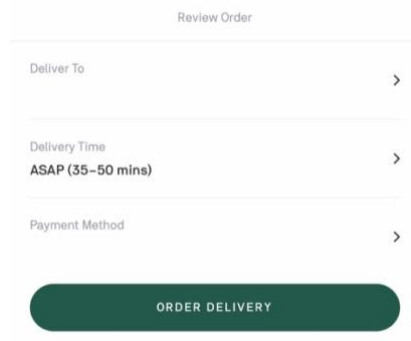 Review Order
Deliver To
Delivery Time
ASAP (35–50 mins)
Payment Method
ORDER DELIVERY